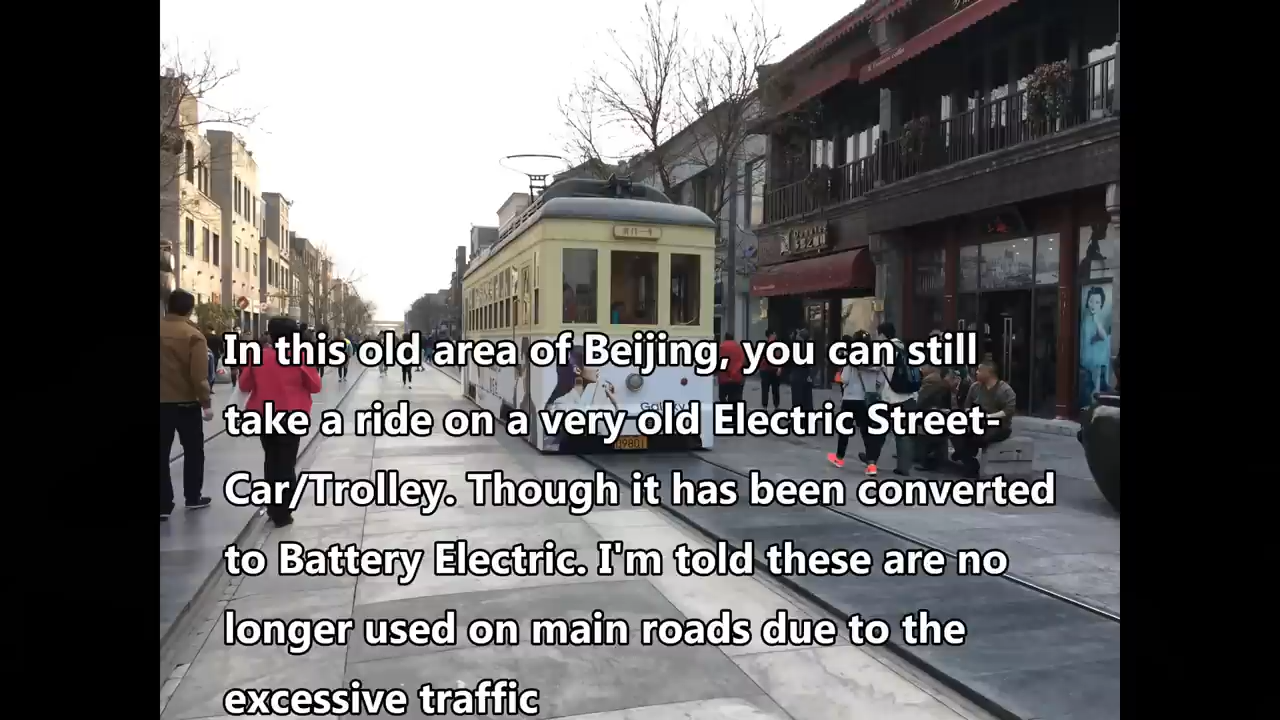 In this old area of Beijing, you can still
take a ride on a very old Electric Street-
Car/Trolley. Though it has been converted
to Battery Electric. I'm told these are no
longer used on main roads due to the
excessive traffic